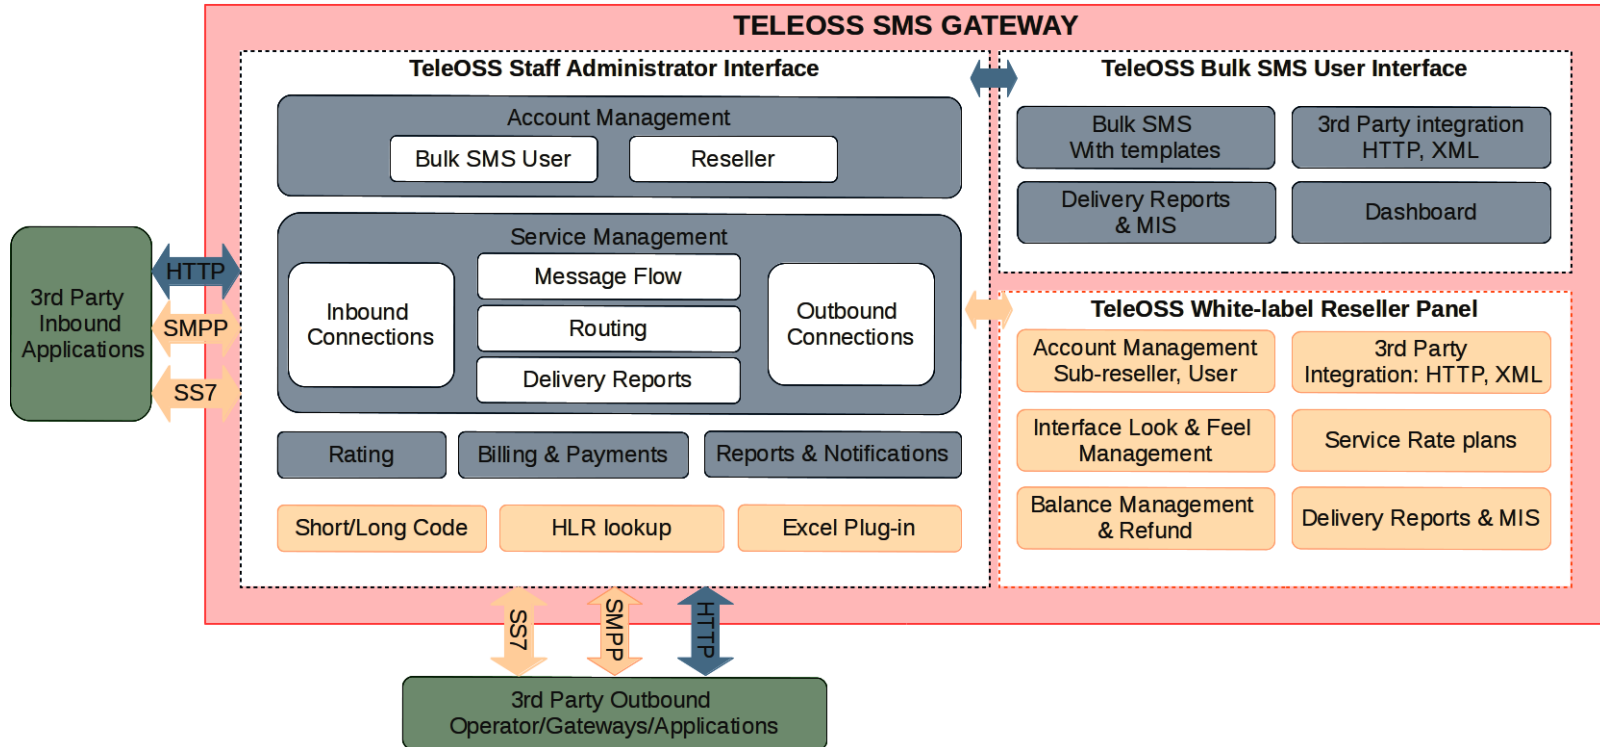 TELEOSS SMS GATEWAY
TeleOSS Staff Administrator Interface
Account Management
Bulk SMS User
Reseller
Service Management
Inbound
Connections
Message Flow
Routing
Delivery Reports
Outbound
Connections
Rating
Billing & Payments
Reports & Notifications
Short/Long Code
HLR lookup
Excel Plug-in
TeleOSS Bulk SMS User Interface
Bulk SMS
With templates
3rd Party integration
HTTP, XML
Delivery Reports
& MIS
Dashboard
TeleOSS White-label Reseller Panel
Account Management
Sub-reseller, User
3rd Party
Integration: HTTP, XML
Interface Look & Feel
Management
Service Rate plans
Balance Management
& Refund
Delivery Reports & MIS
3rd Party
Inbound
Applications
HTTP
SMPP
SS7
SS7
SMPP
HTTP
3rd Party Outbound
Operator/Gateways/Applications